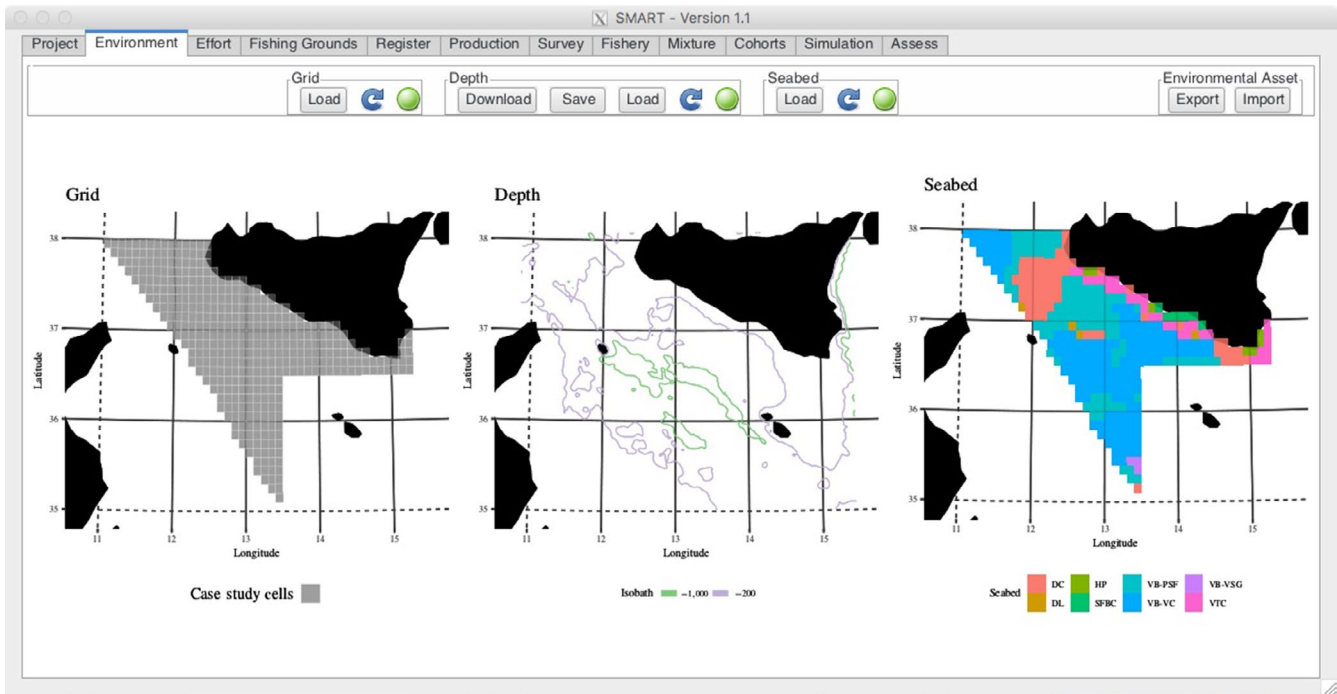 SMART - Version 1.1
Project Environment Effort Fishing Grounds Register Production Survey Fishery Mixture Cohorts Simulation Assess
Grid Depth Seabed Environmental Asset
Load Download Save Load Load Export Import
Grid
38
37
36
35
Latitude
11 12 13 14 15
Longitude
Case study cells
Depth
38
37
36
35
Latitude
11 12 13 14 15
Longitude
Isobath −1,000 −200
Seabed
38
37
36
35
Latitude
11 12 13 14 15
Longitude
Seabed DC HP VB-PSF VB-VSG
DL SFBC VB-VC VTC